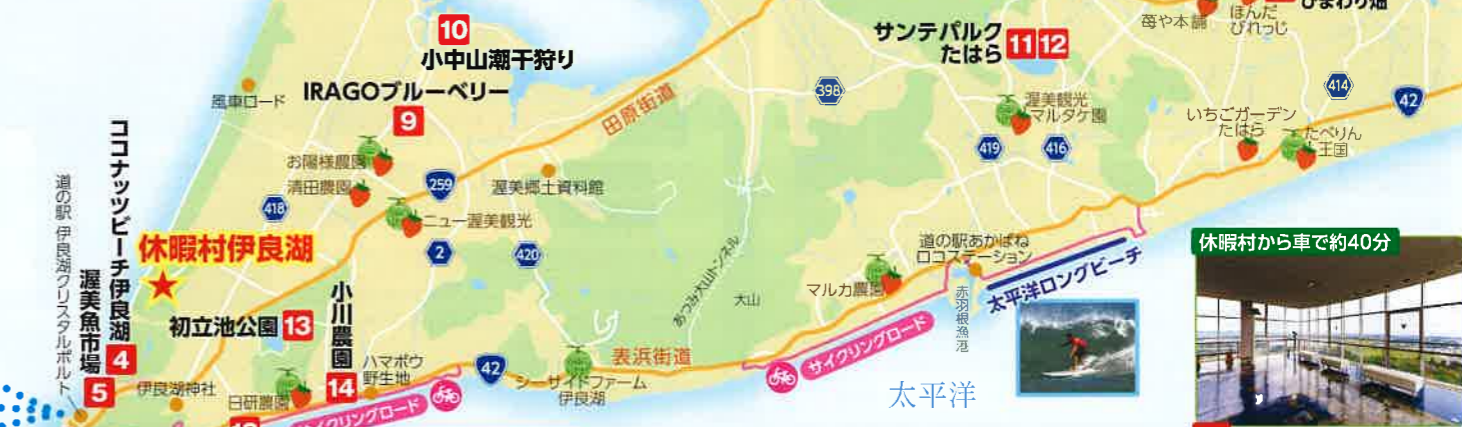 10
小中山潮干狩り
サンテパルク
たはら
11 12
苺や本舗
ほんだ
びれっじ
ひまわり畑
風車ロード
IRAGOブルーベリー
9
田原街道
398
渥美観光
マルタケ園
414
42
いちごガーデン
たはら
たべりん
王国
419
416
お陽様農園
清田農園
259
渥美郷土資料館
418
ニュー渥美観光
2
420
ココナッツビーチ伊良湖
4
道の駅 伊良湖クリスタルポルト
渥美魚市場
5
休暇村伊良湖
初立池公園 13
小川農園
14
伊良湖神社
日研農園
ハマボウ
野生地
サイクリングロード
42
シーサイドファーム
伊良湖
表浜街道
あつみ大山トンネル
大山
マルカ農園
道の駅あかばね
ロコステーション
赤羽根漁港
太平洋ロングビーチ
サイクリングロード
太平洋
休暇村から車で約40分